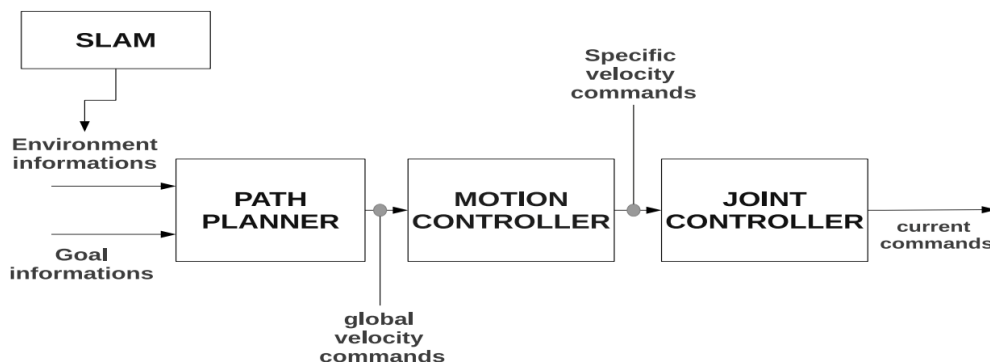 SLAM
Environment
informations
Goal
informations
PATH
PLANNER
global
velocity
commands
MOTION
CONTROLLER
Specific
velocity
commands
JOINT
CONTROLLER
current
commands